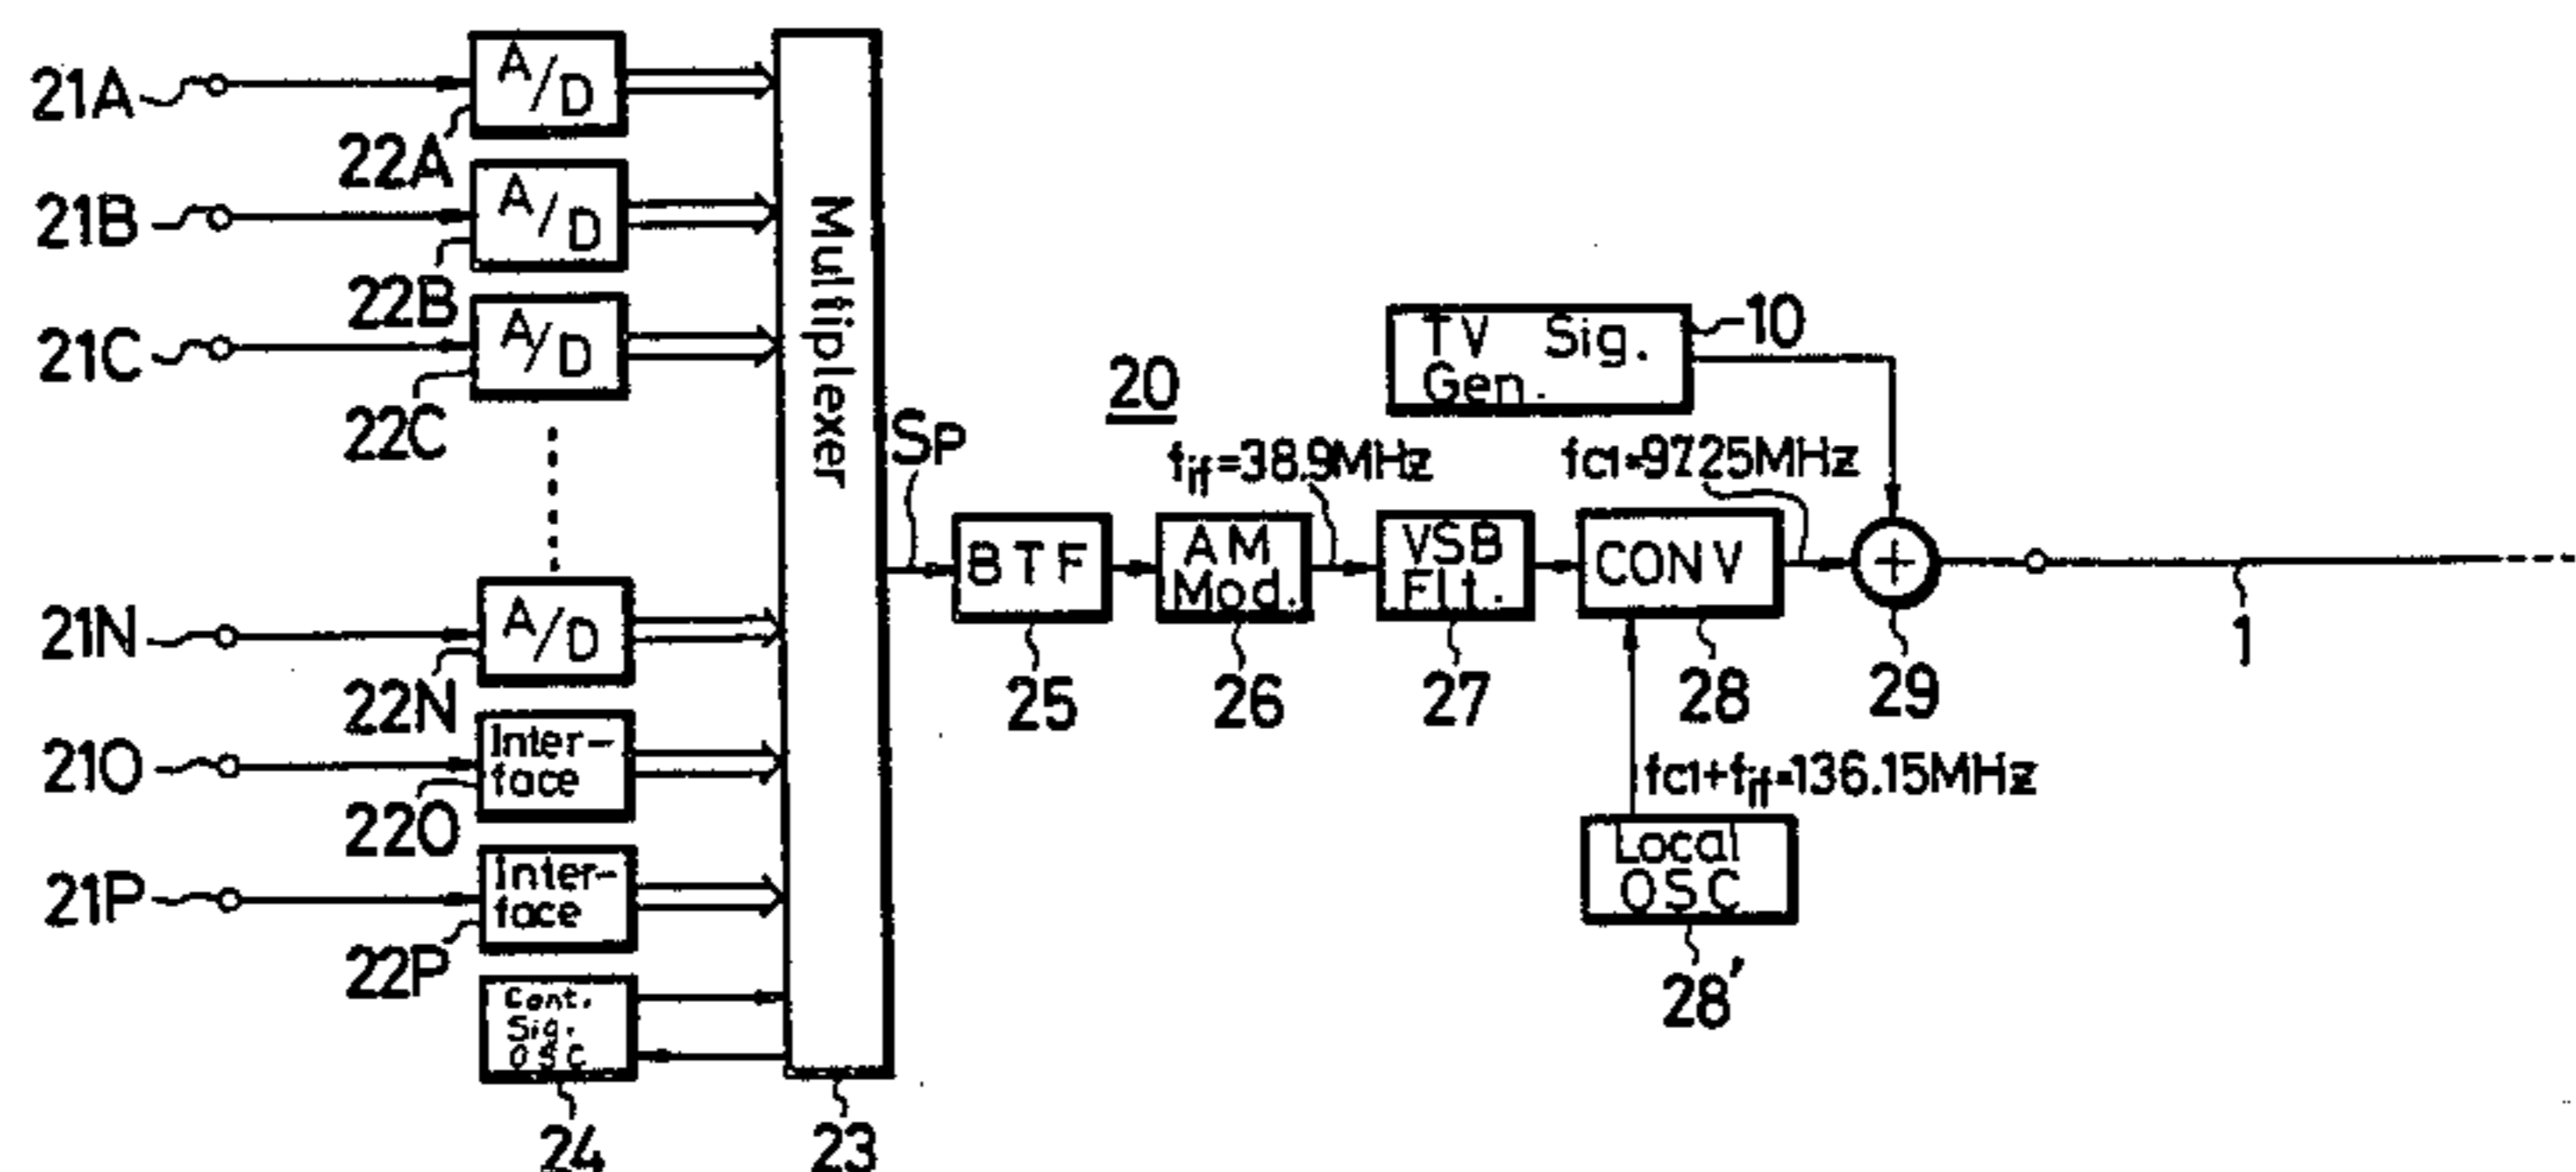 21A
A/D
22A
21B
A/D
22B
21C
A/D
22C
21N
A/D
22N
21O
Inter-
face
22O
21P
Inter-
face
22P
Cont.
Sig.
OSC
24
Multiplexer
23
SP
20
BTF
25
AM
Mod.
26
fif=38.9MHz
VSB
Flt.
27
TV Sig.
Gen.
10
fc1=97.25MHz
CONV
28
29
1
fc1+fif=136.15MHz
Local
OSC
28'